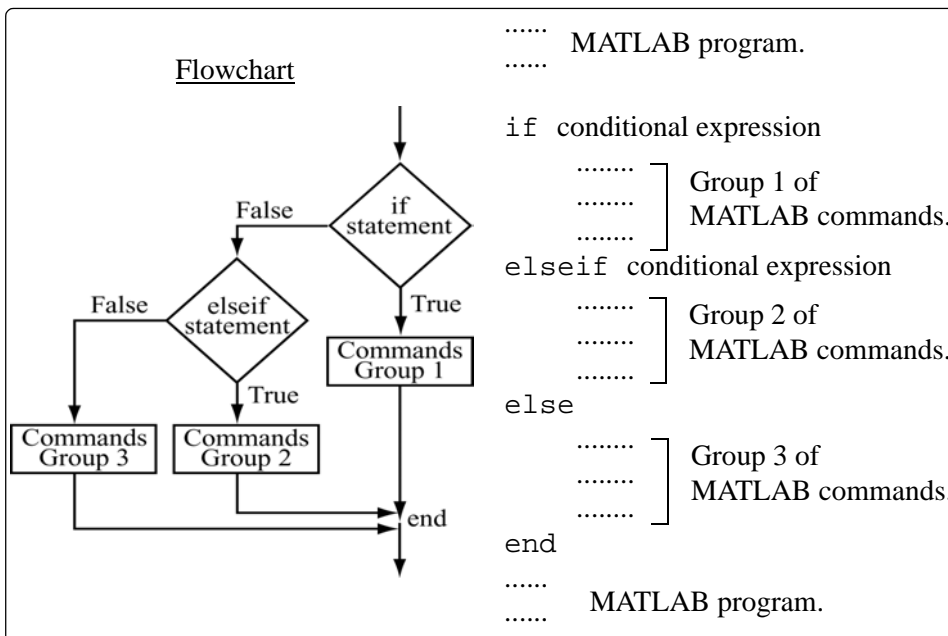 Flowchart
False
if
statement
False
elseif
statement
True
Commands
Group 1
True
Commands
Group 3
Commands
Group 2
end
......
MATLAB program.
......
if conditional expression
........
Group 1 of
........
MATLAB commands.
........
elseif conditional expression
........
Group 2 of
........
MATLAB commands.
........
else
........
Group 3 of
........
MATLAB commands.
........
end
......
MATLAB program.
......